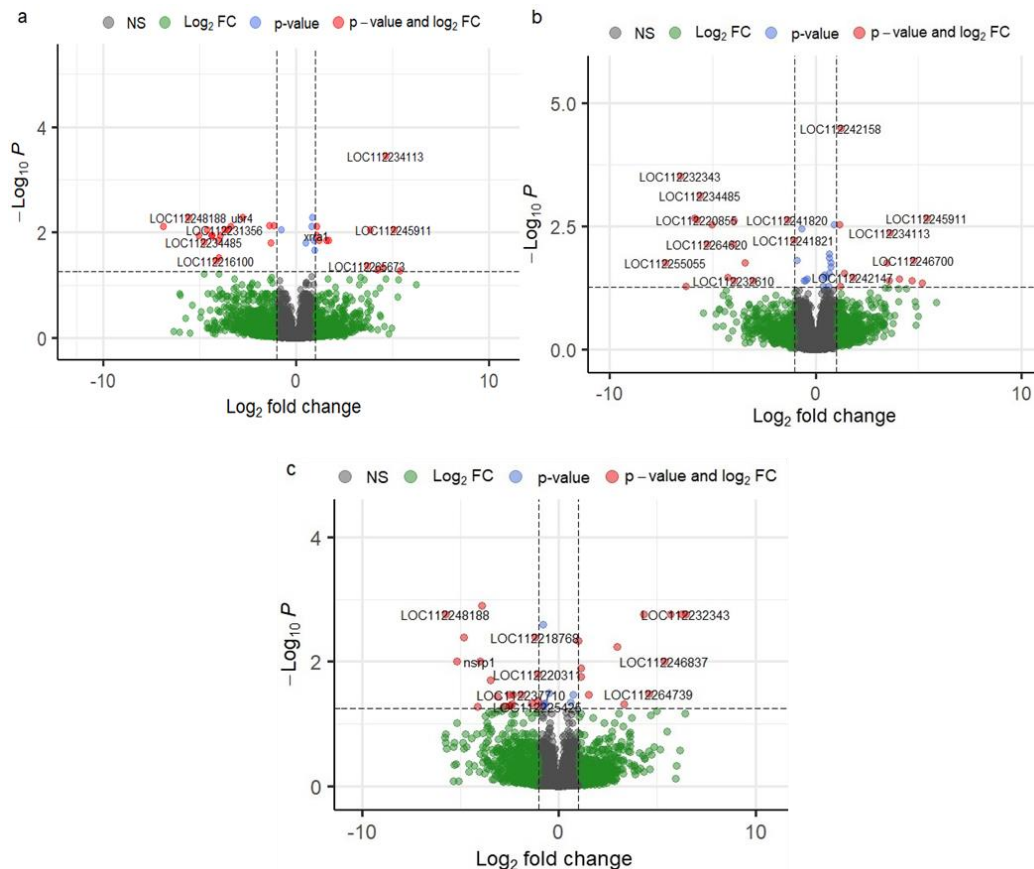 a
NS Log2 FC p-value p – value and log2 FC
4
2
0
−Log10 P
LOC112234113
LOC112248188 ubr4
LOC112231356
LOC112245911
LOC112234485
LOC112216100
LOC112265673
-10 0 10
Log2 fold change
b
NS Log2 FC p-value p – value and log2 FC
5.0
2.5
0.0
−Log10 P
LOC112242158
LOC112232343
LOC112234485
LOC112220855 LOC112241820 LOC112245911
LOC112234113
LOC112264620 LOC112241821
LOC112255055 LOC112246700
LOC112242147
-10 0 10
Log2 fold change
c
NS Log2 FC p-value p – value and log2 FC
4
2
0
−Log10 P
LOC112248188 LOC112232343
LOC112218768
nsrp1 LOC112246837
LOC112220311
LOC112237710 LOC112264739
LOC112225426
-10 0 10
Log2 fold change